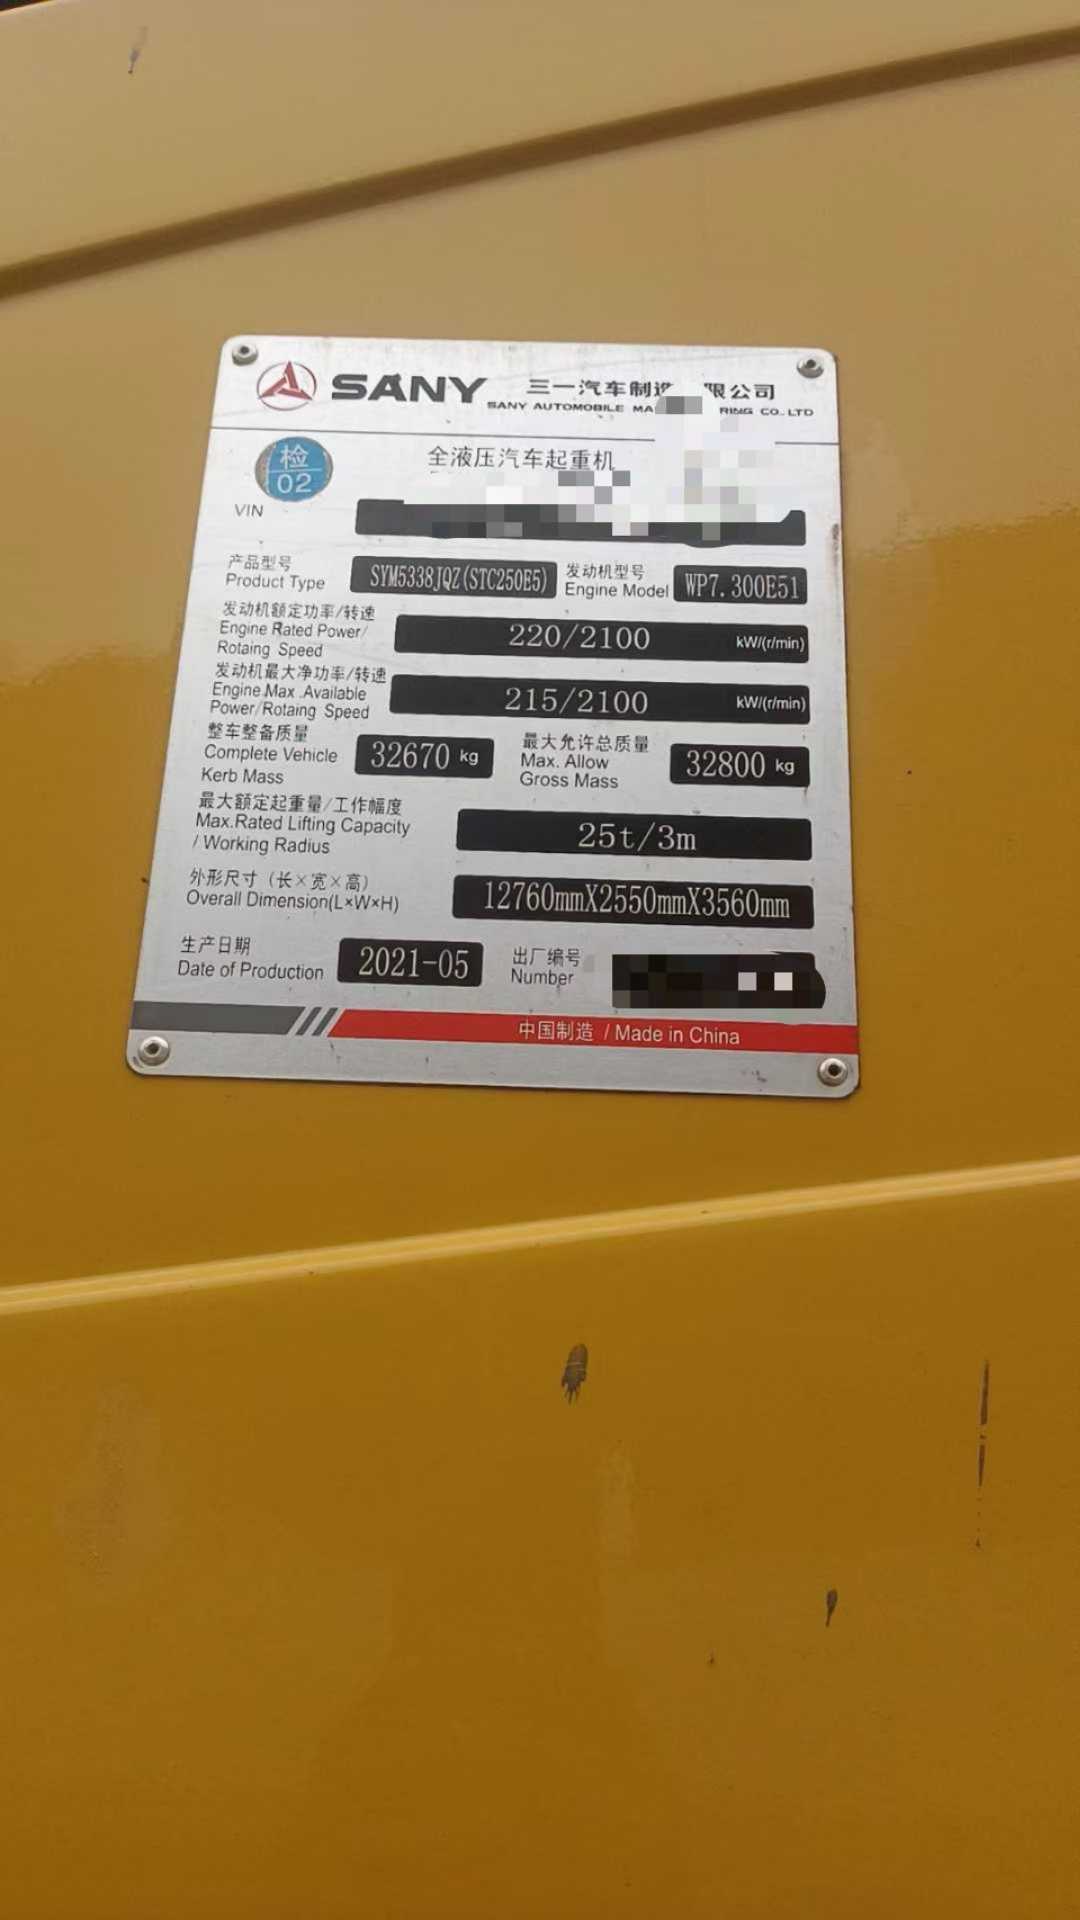 SANY 三一汽车制造 限公司
SANY AUTOMOBILE MA RING CO.,LTD
检
02
全液压汽车起重机
VIN
产品型号
Product Type
SYM5338JQZ(STC250E5)
发动机型号
Engine Model
WP7.300E51
发动机额定功率/转速
Engine Rated Power/
Rotaing Speed
220/2100 kW/(r/min)
发动机最大净功率/转速
Engine Max .Available
Power/Rotaing Speed
215/2100 kW/(r/min)
整车整备质量
Complete Vehicle
Kerb Mass
32670 kg
最大允许总质量
Max. Allow
Gross Mass
32800 kg
最大额定起重量/工作幅度
Max.Rated Lifting Capacity
/ Working Radius
25t/3m
外形尺寸（长×宽×高）
Overall Dimension(L×W×H)
12760mmX2550mmX3560mm
生产日期
Date of Production
2021-05
出厂编号
Number
中国制造 / Made in China